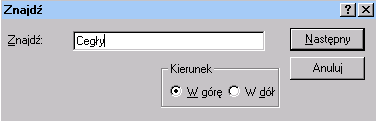 Znajdź
Znajdź: Cegły Następny
Kierunek Anuluj
W górę W dół